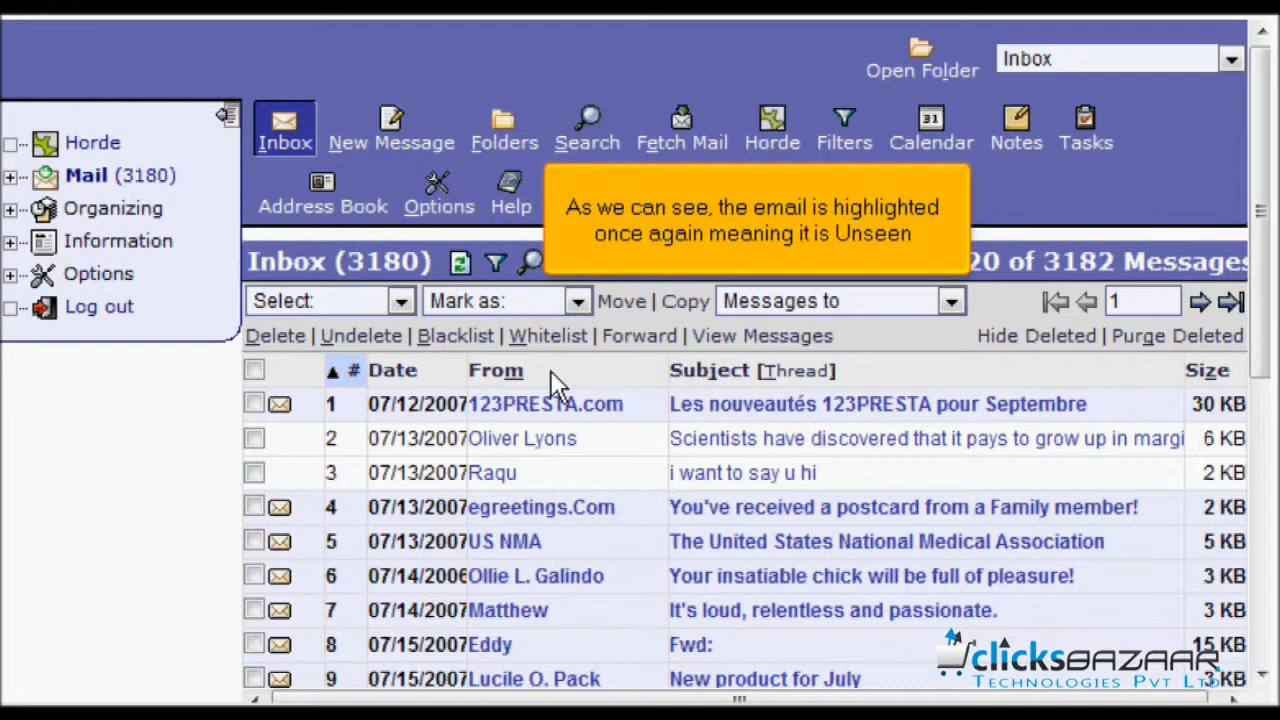 Open Folder
Inbox
Horde
Mail (3180)
Organizing
Information
Options
Log out
Inbox New Message Folders Search Fetch Mail Horde Filters Calendar Notes Tasks
31
Address Book Options Help
As we can see, the email is highlighted
once again meaning it is Unseen
Inbox (3180) 20 of 3182 Messages
Select: Mark as: Move | Copy Messages to 1
Delete | Undelete | Blacklist | Whitelist | Forward | View Messages Hide Deleted | Purge Deleted
# Date From Subject [Thread] Size
1 07/12/2007 123PRESTA.com Les nouveautés 123PRESTA pour Septembre 30 KB
2 07/13/2007 Oliver Lyons Scientists have discovered that it pays to grow up in margi 6 KB
3 07/13/2007 Raqu i want to say u hi 2 KB
4 07/13/2007 egreetings.Com You've received a postcard from a Family member! 2 KB
5 07/13/2007 US NMA The United States National Medical Association 5 KB
6 07/14/2006 Ollie L. Galindo Your insatiable chick will be full of pleasure! 3 KB
7 07/14/2007 Matthew It's loud, relentless and passionate. 3 KB
8 07/15/2007 Eddy Fwd: 15 KB
9 07/15/2007 Lucile O. Pack New product for July 3 KB
clicksBAZAAR
TECHNOLOGIES PVT LTD